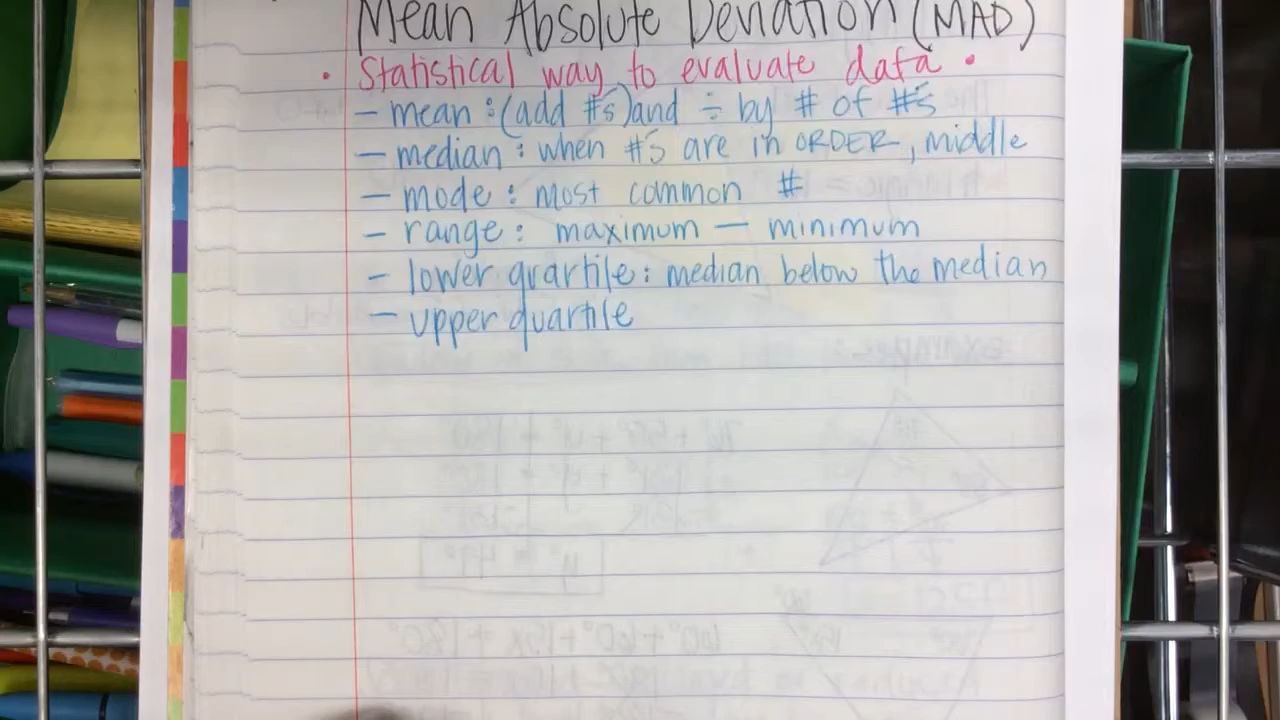 Mean Absolute Deviation (MAD)
• Statistical way to evaluate data •
- mean : (add #'s) and ÷ by # of #'s
- median : when #'s are in ORDER, middle
- mode : most common #
- range : maximum - minimum
- lower quartile : median below the median
- upper quartile